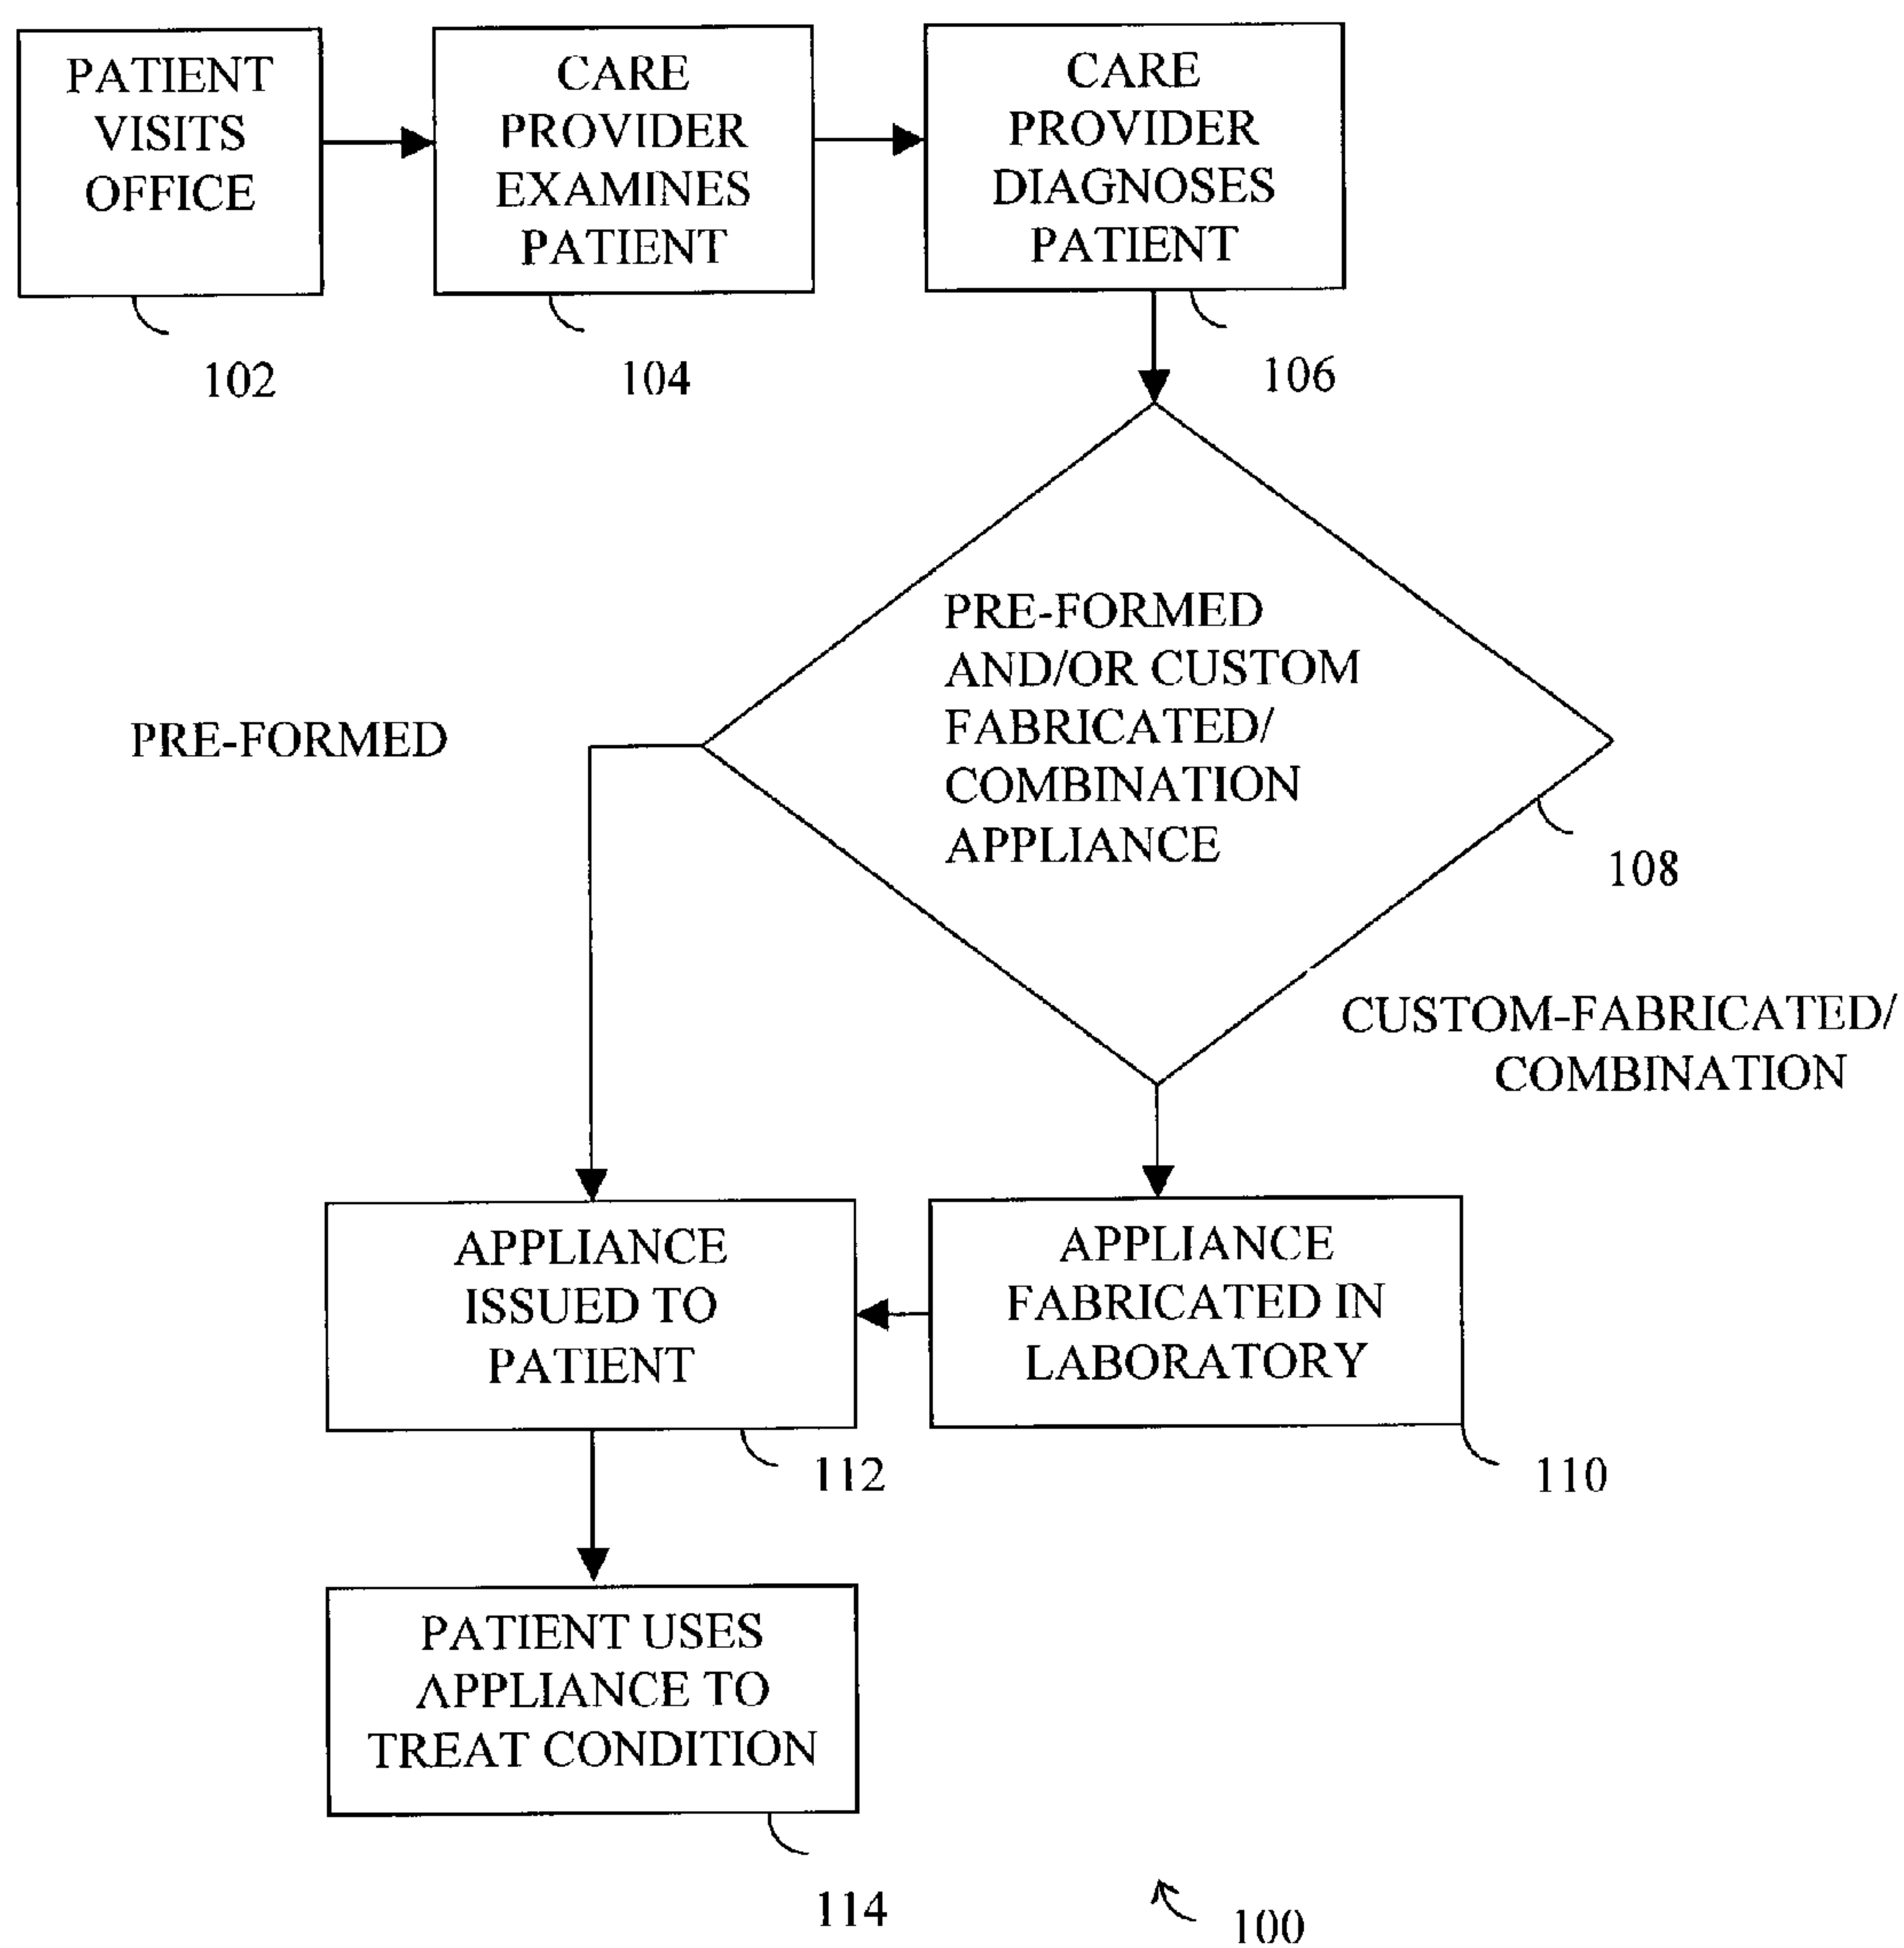 PATIENT
VISITS
OFFICE
102
CARE
PROVIDER
EXAMINES
PATIENT
104
CARE
PROVIDER
DIAGNOSES
PATIENT
106
PRE-FORMED
AND/OR CUSTOM
FABRICATED/
COMBINATION
APPLIANCE
108
PRE-FORMED
CUSTOM-FABRICATED/
COMBINATION
APPLIANCE
FABRICATED IN
LABORATORY
110
APPLIANCE
ISSUED TO
PATIENT
112
PATIENT USES
APPLIANCE TO
TREAT CONDITION
114
100